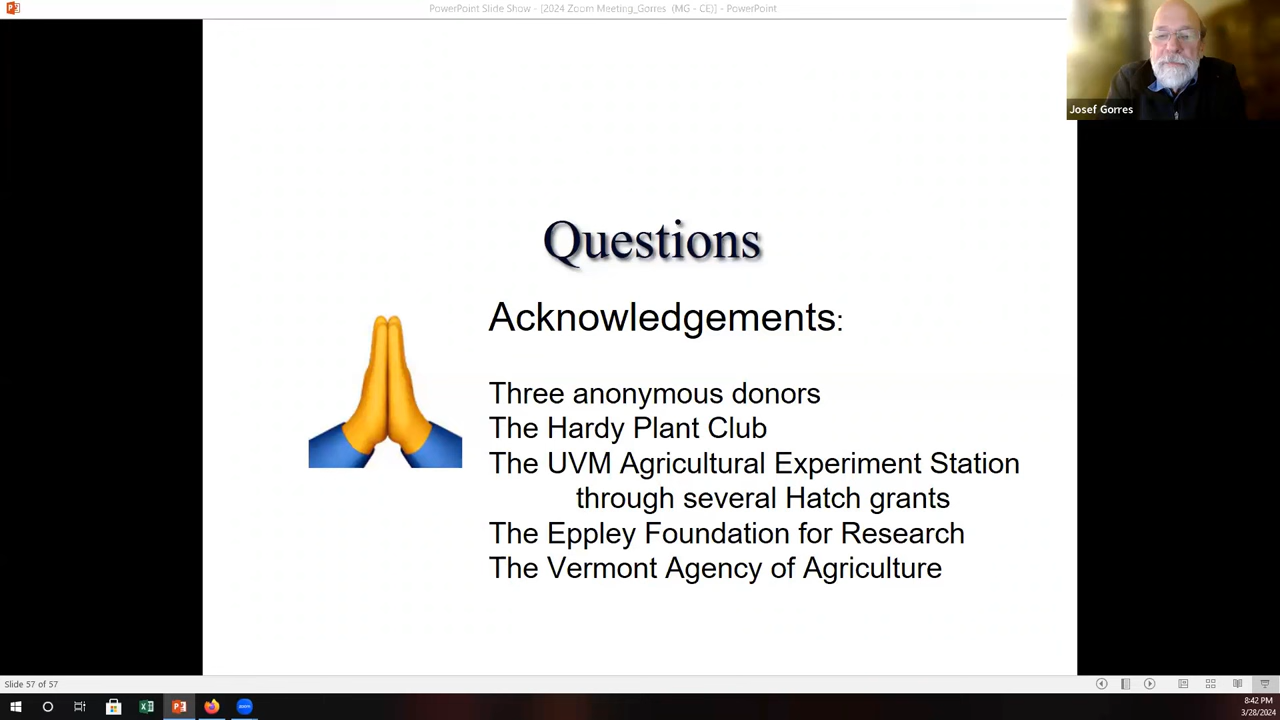 PowerPoint Slide Show - [2024 Zoom Meeting_Gorres (MG - CE)] - PowerPoint
Josef Gorres
Questions
Acknowledgements:
Three anonymous donors
The Hardy Plant Club
The UVM Agricultural Experiment Station
through several Hatch grants
The Eppley Foundation for Research
The Vermont Agency of Agriculture
Slide 57 of 57
zoom
8:42 PM
3/28/2024